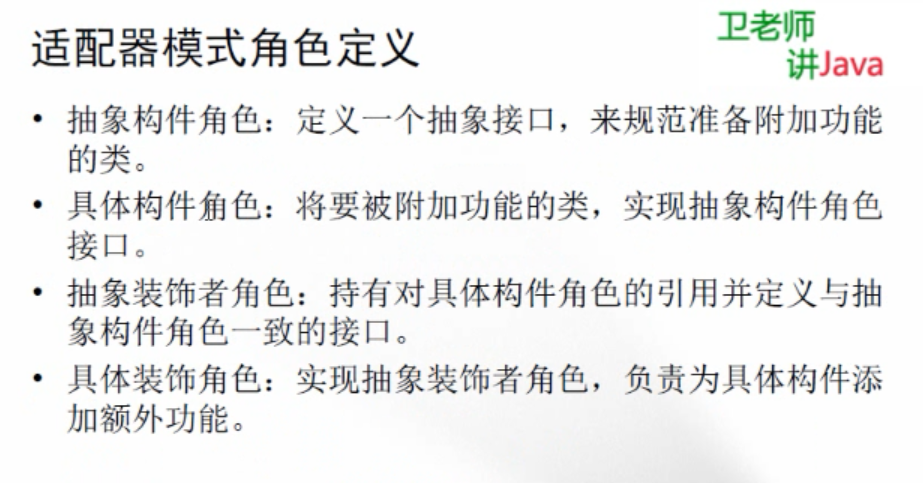 适配器模式角色定义
卫老师
讲Java
• 抽象构件角色：定义一个抽象接口，来规范准备附加功能
的类。
• 具体构件角色：将要被附加功能的类，实现抽象构件角色
接口。
• 抽象装饰者角色：持有对具体构件角色的引用并定义与抽
象构件角色一致的接口。
• 具体装饰角色：实现抽象装饰者角色，负责为具体构件添
加额外功能。